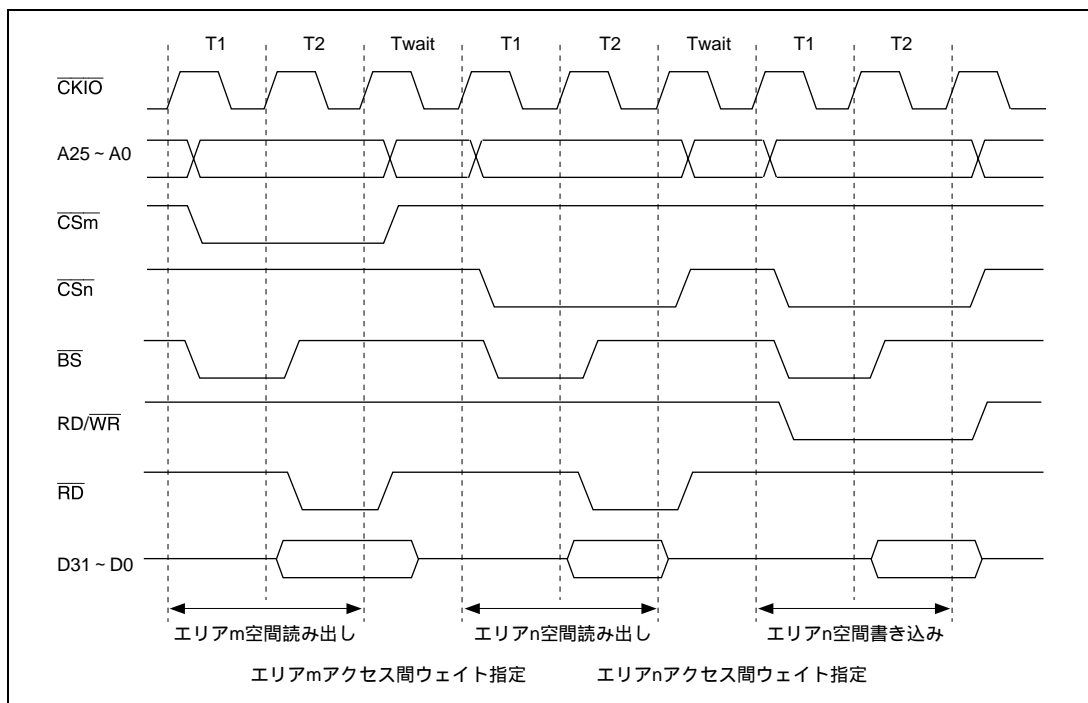 T1 T2 Twait T1 T2 Twait T1 T2
CKIO
A25 ~ A0
CSm
CSn
BS
RD/WR
RD
D31 ~ D0
エリアm空間読み出し エリアn空間読み出し エリアn空間書き込み
エリアmアクセス間ウェイト指定 エリアnアクセス間ウェイト指定